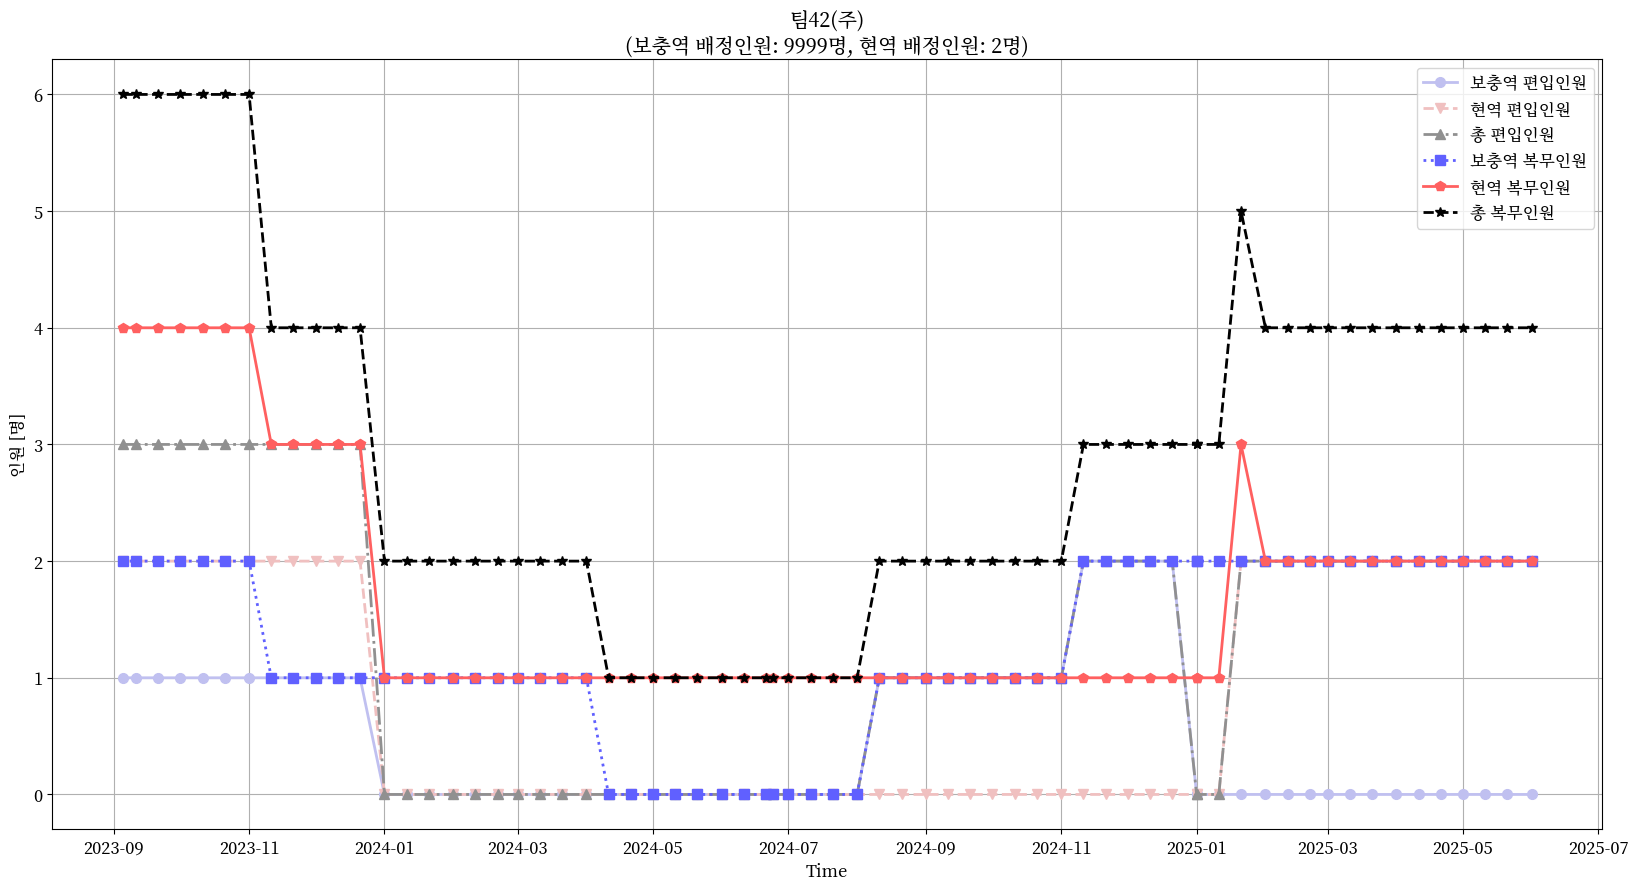 팀42(주)
(보충역 배정인원: 9999명, 현역 배정인원: 2명)
보충역 편입인원
현역 편입인원
총 편입인원
보충역 복무인원
현역 복무인원
총 복무인원
인원 [명]
6
5
4
3
2
1
0
2023-09 2023-11 2024-01 2024-03 2024-05 2024-07 2024-09 2024-11 2025-01 2025-03 2025-05 2025-07
Time